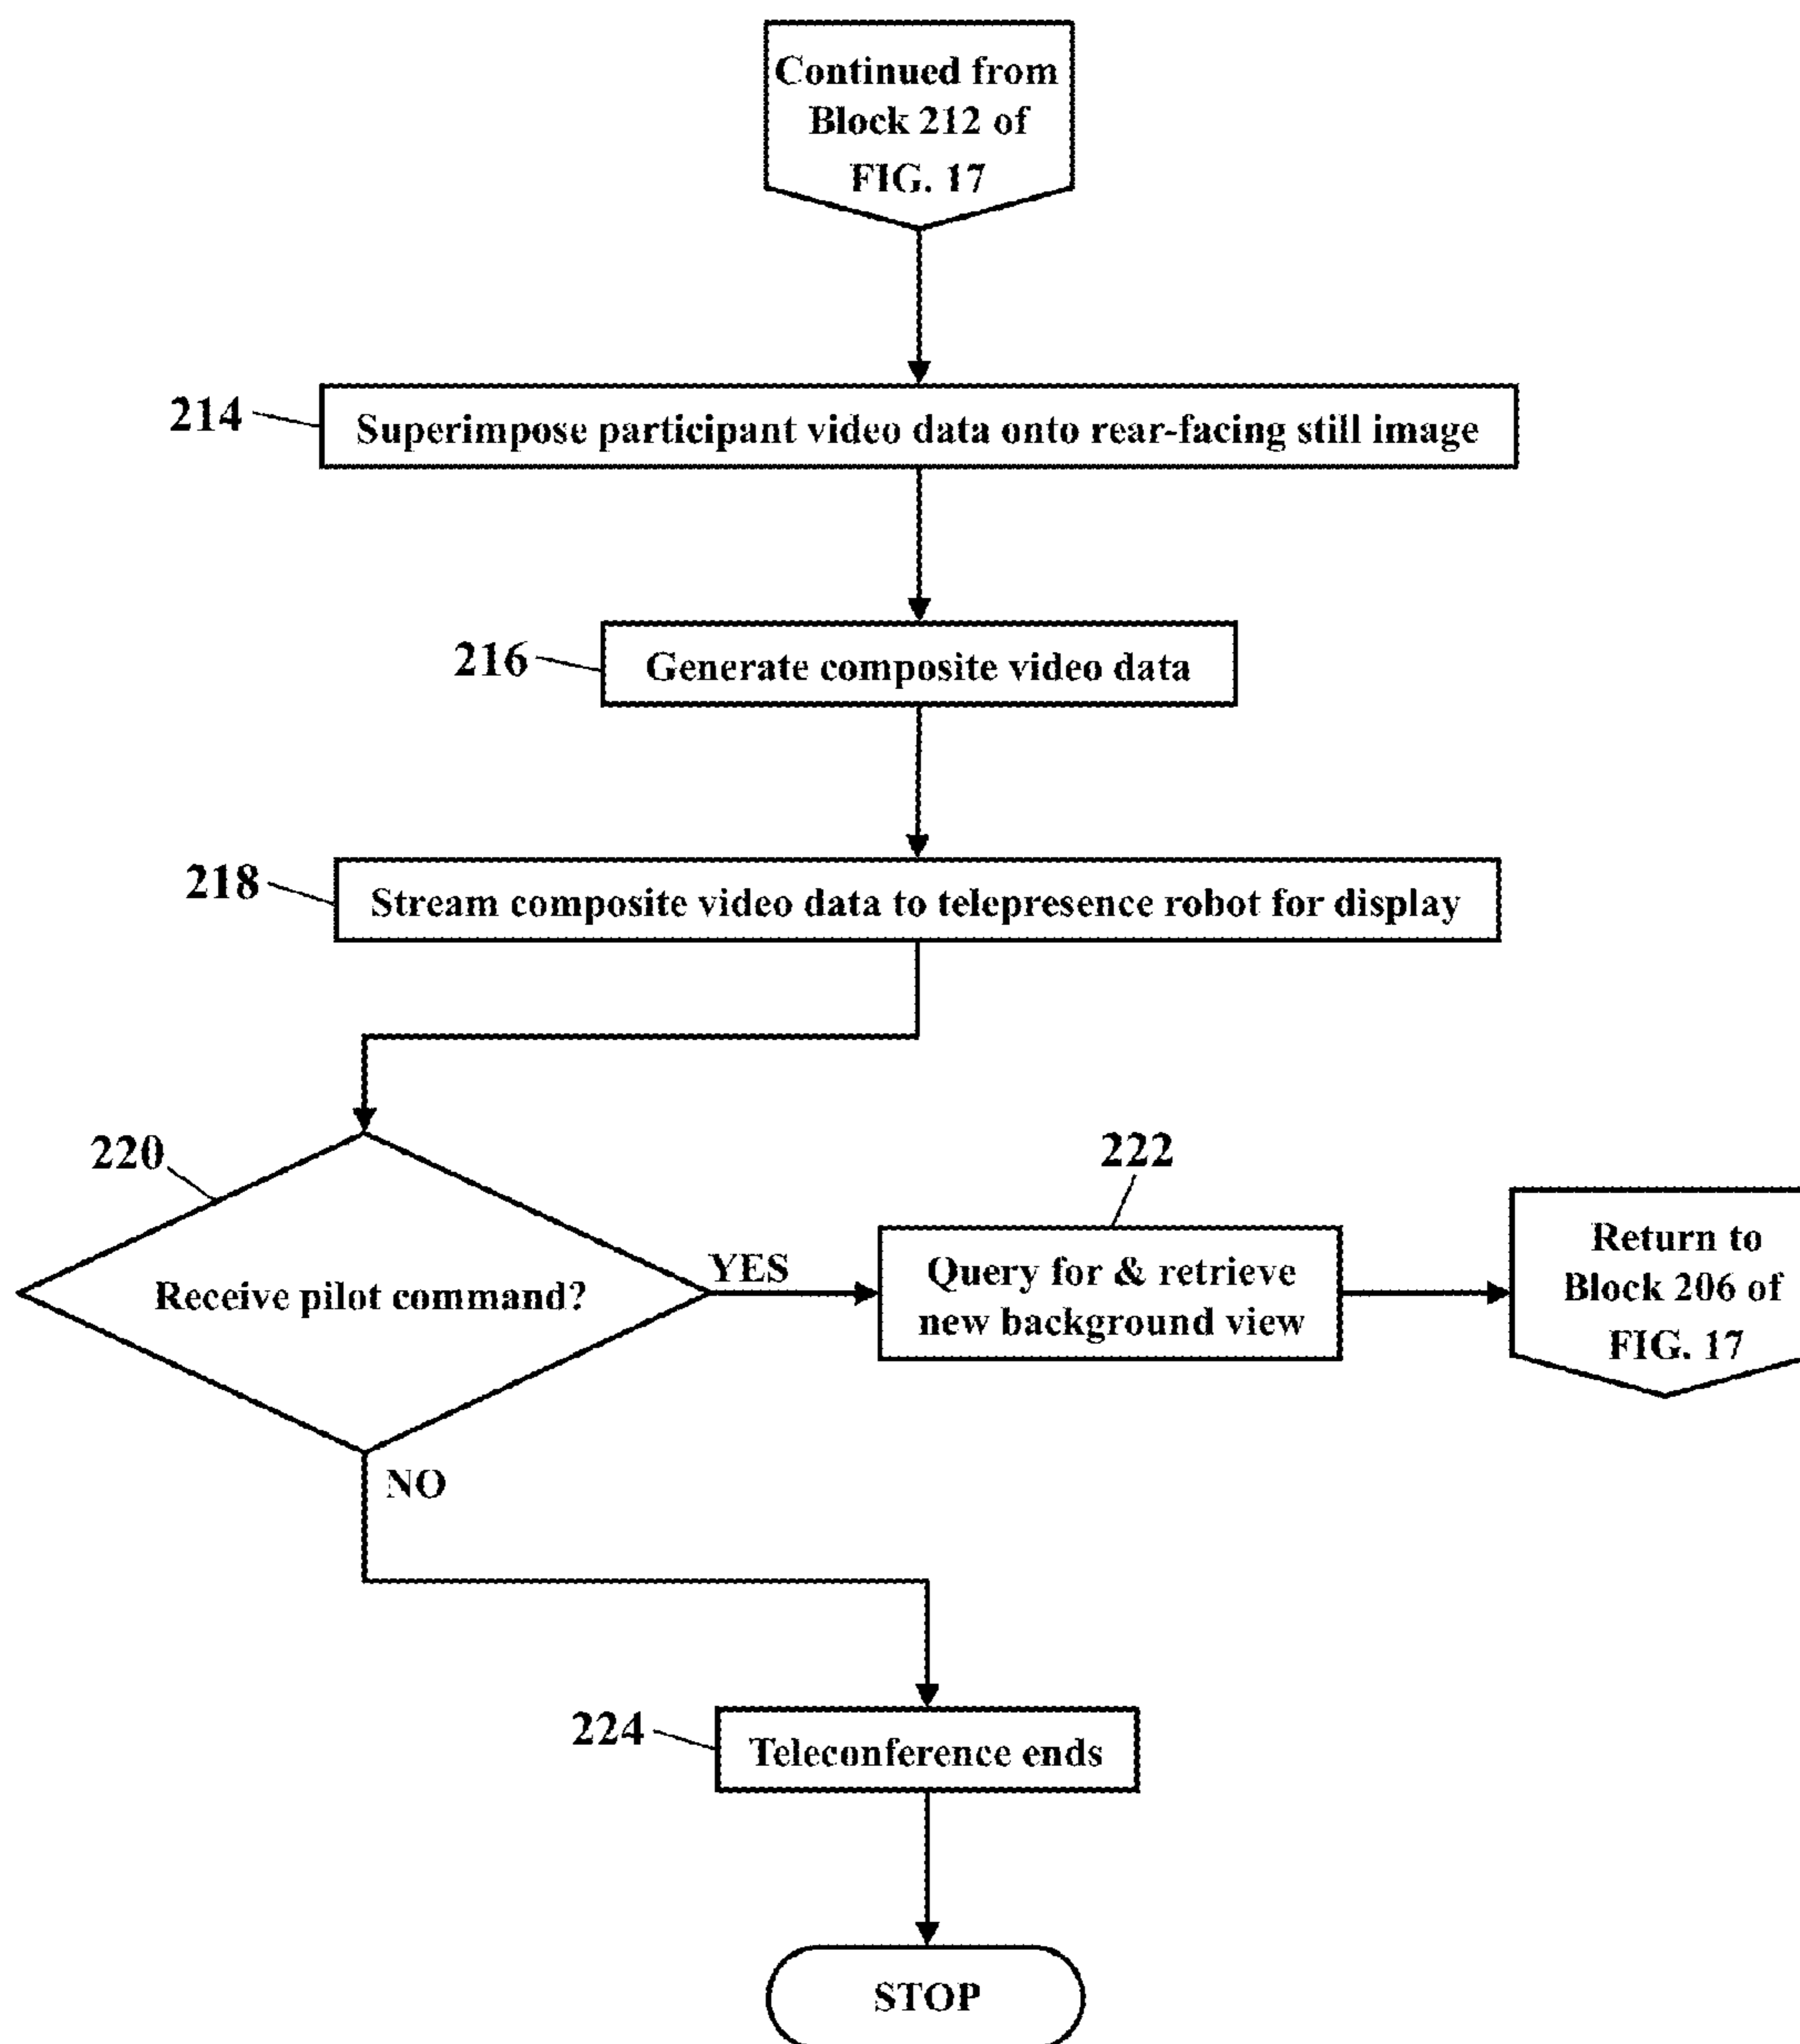 Continued from
Block 212 of
FIG. 17
214
Superimpose participant video data onto rear-facing still image
216
Generate composite video data
218
Stream composite video data to telepresence robot for display
220
Receive pilot command?
YES
222
Query for & retrieve
new background view
Return to
Block 206 of
FIG. 17
NO
224
Teleconference ends
STOP